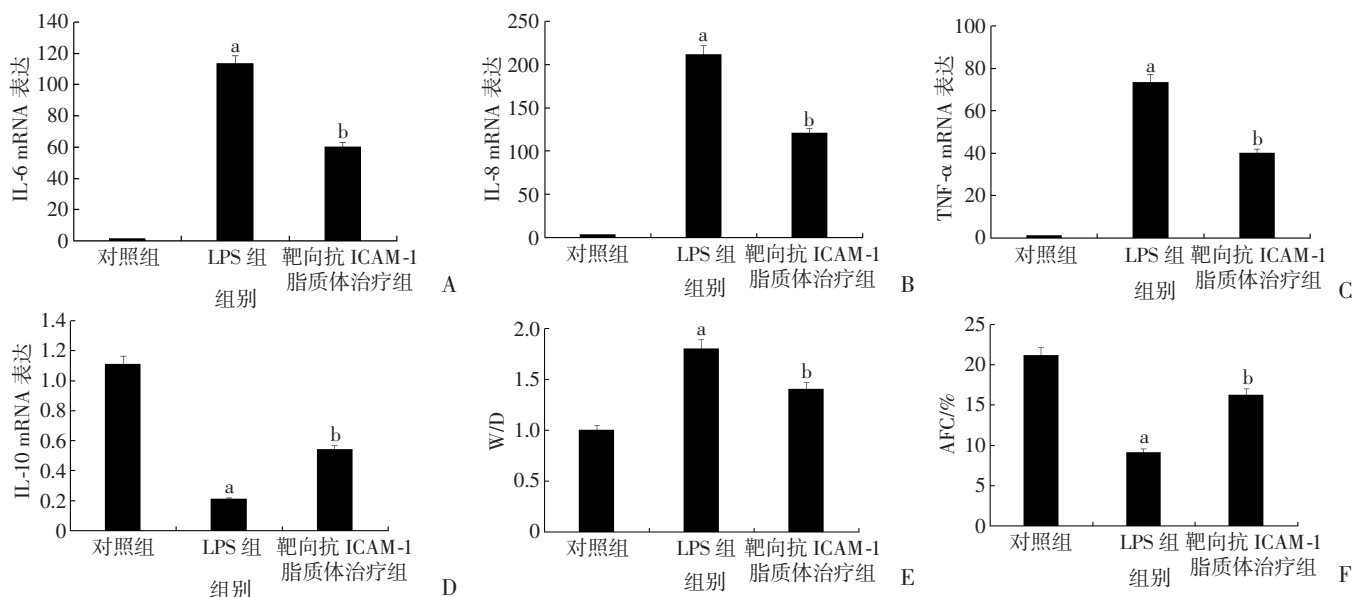 IL-6 mRNA 表达
140
120
100
80
60
40
20
0
a
b
对照组
LPS 组
靶向抗 ICAM-1
脂质体治疗组
组别
A
IL-8 mRNA 表达
250
200
150
100
50
0
a
b
对照组
LPS 组
靶向抗 ICAM-1
脂质体治疗组
组别
B
TNF-α mRNA 表达
100
80
60
40
20
0
a
b
对照组
LPS 组
靶向抗 ICAM-1
脂质体治疗组
组别
C
IL-10 mRNA 表达
1.4
1.2
1.0
0.8
0.6
0.4
0.2
0
a
b
对照组
LPS 组
靶向抗 ICAM-1
脂质体治疗组
组别
D
W/D
2.0
1.5
1.0
0.5
0
a
b
对照组
LPS 组
靶向抗 ICAM-1
脂质体治疗组
组别
E
AFC/%
25
20
15
10
5
0
a
b
对照组
LPS 组
靶向抗 ICAM-1
脂质体治疗组
组别
F